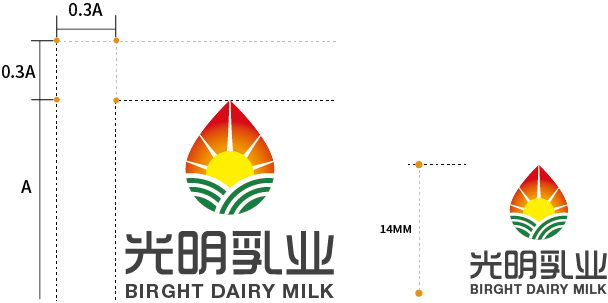 0.3A
0.3A
A
光明乳业
BIRGHT DAIRY MILK
14MM
光明乳业
BIRGHT DAIRY MILK